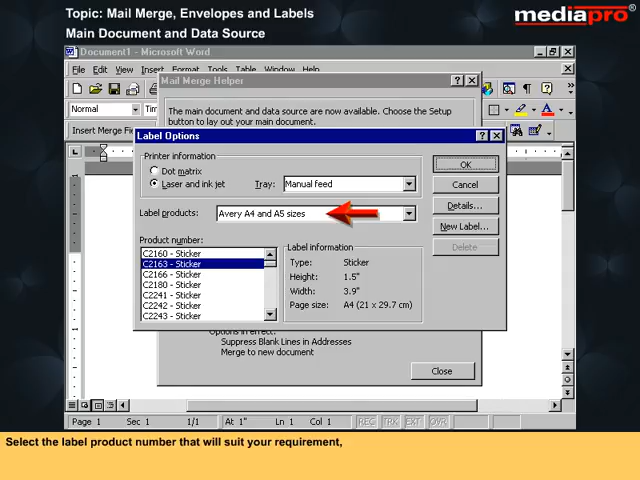 Topic: Mail Merge, Envelopes and Labels
mediapro®
Main Document and Data Source
Document1 - Microsoft Word
File Edit View Insert Format Tools Table Window Help
Mail Merge Helper
Normal
The main document and data source are now available. Choose the Setup
button to lay out your main document.
Insert Merge
Label Options
Printer information
Dot matrix
Laser and ink jet
Tray:
Manual feed
Label products:
Avery A4 and A5 sizes
OK
Cancel
Details...
New Label...
Delete
Product number:
C2160 - Sticker
C2163 - Sticker
C2166 - Sticker
C2180 - Sticker
C2241 - Sticker
C2242 - Sticker
C2243 - Sticker
Label information
Type: Sticker
Height: 1.5"
Width: 3.9"
Page size: A4 (21 x 29.7 cm)
Options in effect:
Suppress Blank Lines in Addresses
Merge to new document
Close
Page 1 Sec 1 1/1 At 1" Ln 1 Col 1 REC TRK EXT OVR
Select the label product number that will suit your requirement,